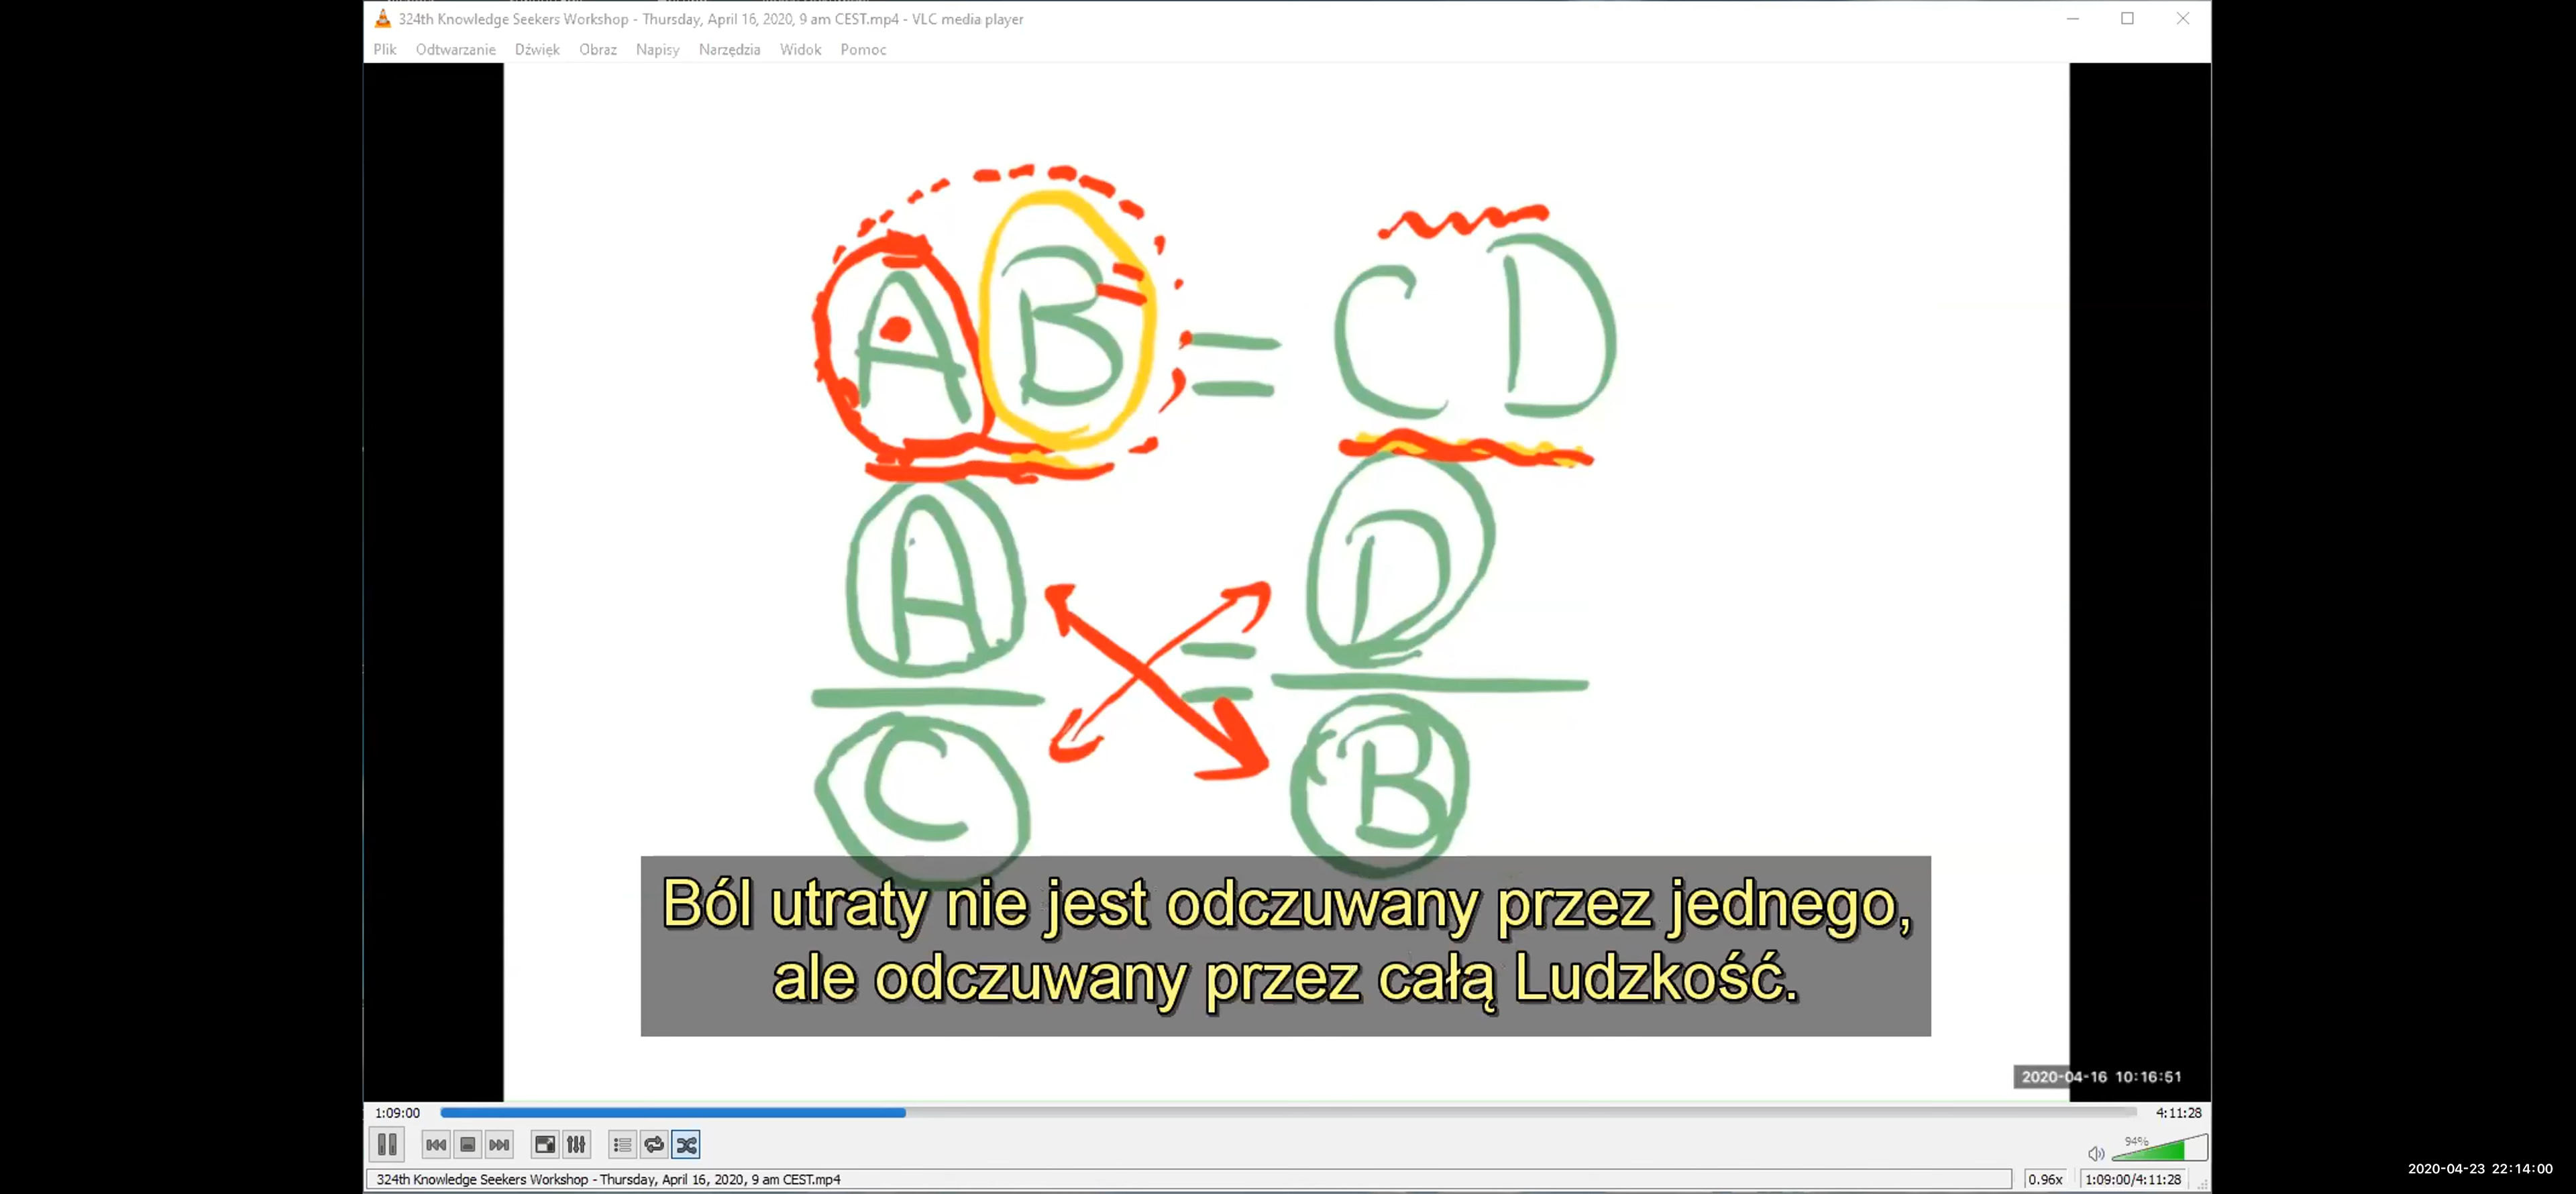 324th Knowledge Seekers Workshop - Thursday, April 16, 2020, 9 am CEST.mp4 - VLC media player
Plik Odtwarzanie Dźwięk Obraz Napisy Narzędzia Widok Pomoc
AB = CD
A = D
C B
Ból utraty nie jest odczuwany przez jednego,
ale odczuwany przez całą Ludzkość.
2020-04-16 10:16:51
1:09:00 4:11:28
94%
324th Knowledge Seekers Workshop - Thursday, April 16, 2020, 9 am CEST.mp4 0.96x 1:09:00/4:11:28
2020-04-23 22:14:00